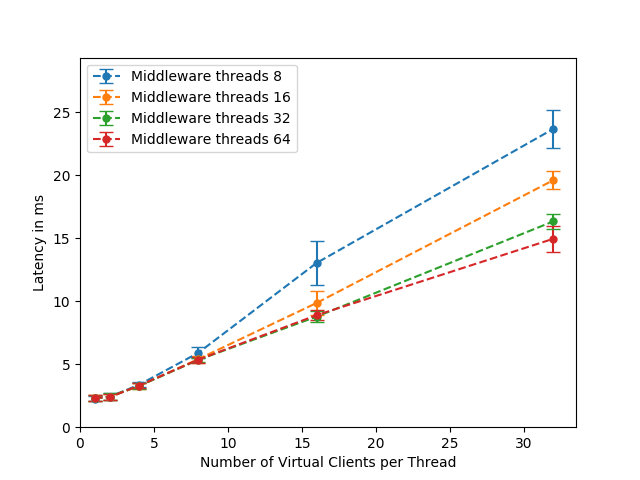 Middleware threads 8
Middleware threads 16
Middleware threads 32
Middleware threads 64
25
20
15
10
5
0
Latency in ms
0 5 10 15 20 25 30
Number of Virtual Clients per Thread